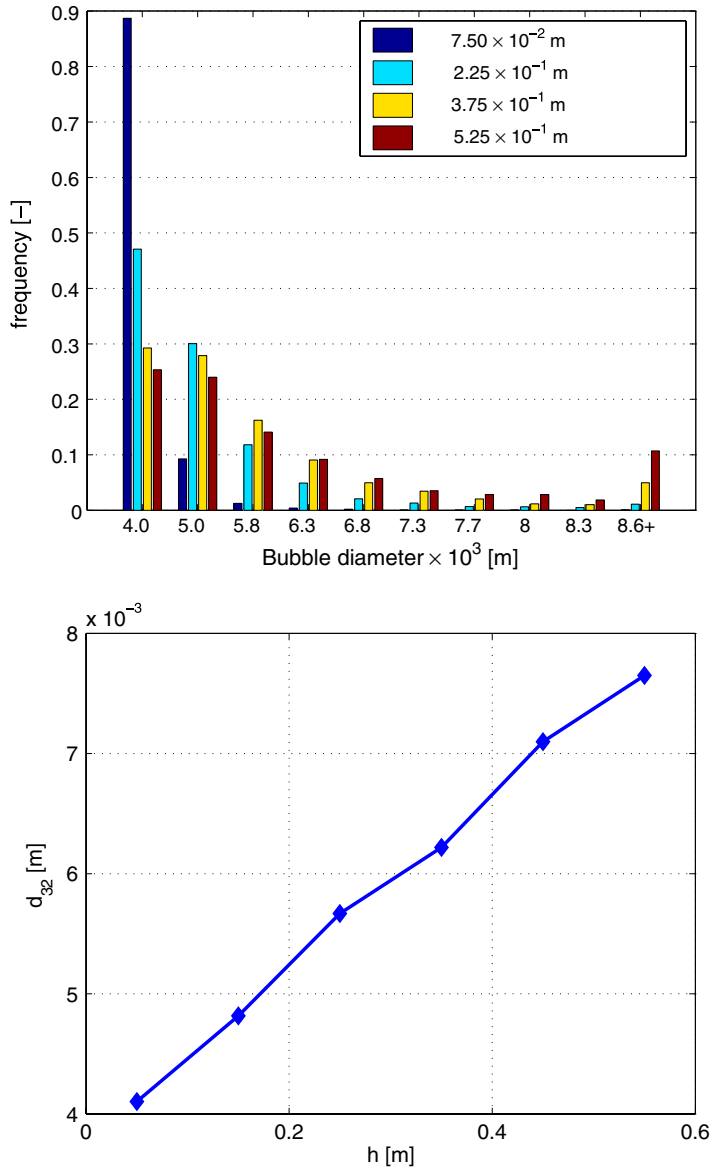 0.9
0.8
0.7
0.6
0.5
0.4
0.3
0.2
0.1
0
frequency [−]
7.50 × 10⁻² m
2.25 × 10⁻¹ m
3.75 × 10⁻¹ m
5.25 × 10⁻¹ m
4.0 5.0 5.8 6.3 6.8 7.3 7.7 8 8.3 8.6+
Bubble diameter × 10³ [m]
x 10⁻³
8
7
6
5
4
d₃₂ [m]
0 0.2 0.4 0.6
h [m]